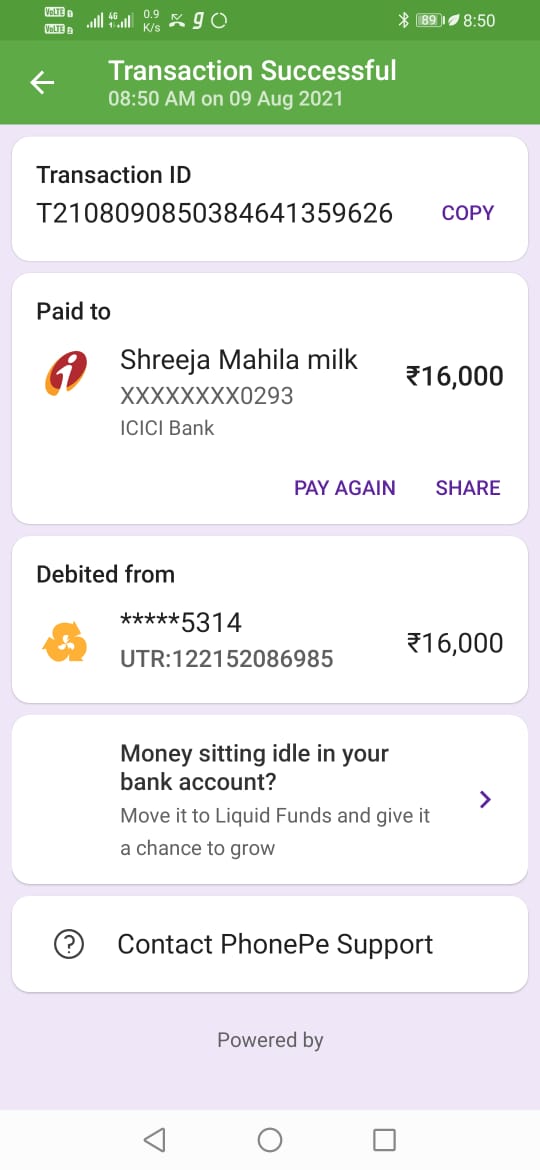 VoLTE 1
VoLTE 2
4G
0.9
K/s
g
89
8:50
Transaction Successful
08:50 AM on 09 Aug 2021
Transaction ID
T2108090850384641359626
COPY
Paid to
Shreeja Mahila milk
₹16,000
XXXXXXXX0293
ICICI Bank
PAY AGAIN
SHARE
Debited from
*****5314
₹16,000
UTR:122152086985
Money sitting idle in your
bank account?
Move it to Liquid Funds and give it
a chance to grow
Contact PhonePe Support
Powered by